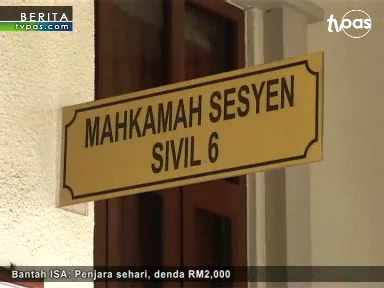 BERITA
tvpas.com
tvpas
MAHKAMAH SESYEN
SIVIL 6
Bantah ISA: Penjara sehari, denda RM2,000